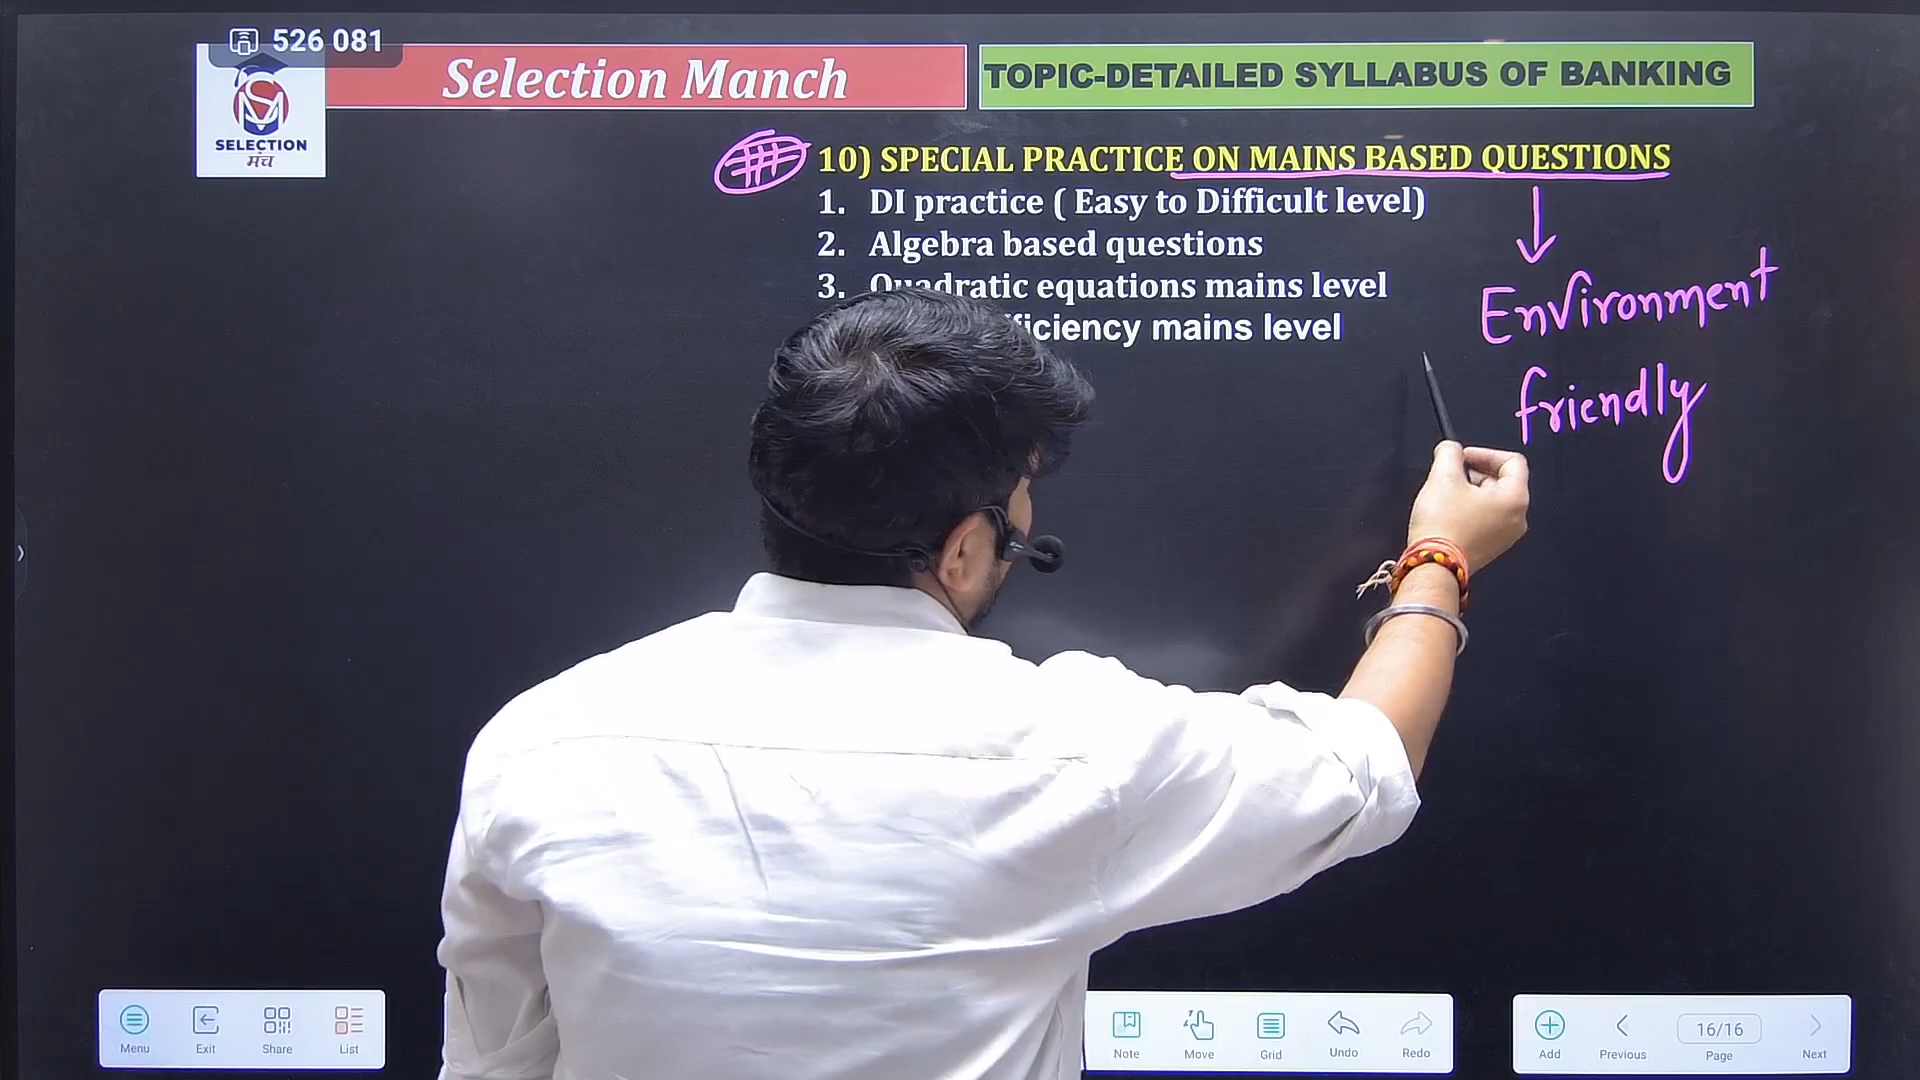 526 081
Selection Manch
TOPIC-DETAILED SYLLABUS OF BANKING
SELECTION
मंच
10) SPECIAL PRACTICE ON MAINS BASED QUESTIONS
1. DI practice ( Easy to Difficult level)
2. Algebra based questions
3. Quadratic equations mains level
mains level
Environment
friendly
Menu
Exit
Share
List
Note
Move
Grid
Undo
Redo
Add
Previous
16/16
Page
Next